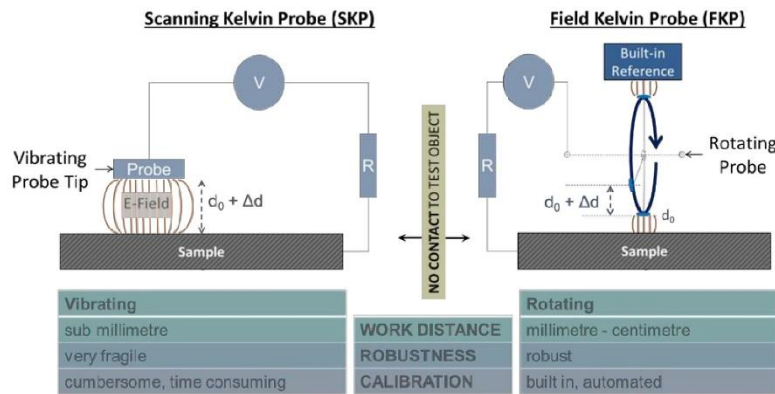 Scanning Kelvin Probe (SKP)
Field Kelvin Probe (FKP)
V
R
Vibrating
Probe Tip
Probe
E-Field
d₀ + Δd
Sample
NO CONTACT TO TEST OBJECT
Built-in
Reference
V
R
Rotating
Probe
d₀ + Δd
d₀
Sample
Vibrating
Rotating
sub millimetre
WORK DISTANCE
millimetre - centimetre
very fragile
ROBUSTNESS
robust
cumbersome, time consuming
CALIBRATION
built in, automated